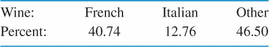 Wine: French Italian Other
Percent: 40.74 12.76 46.50